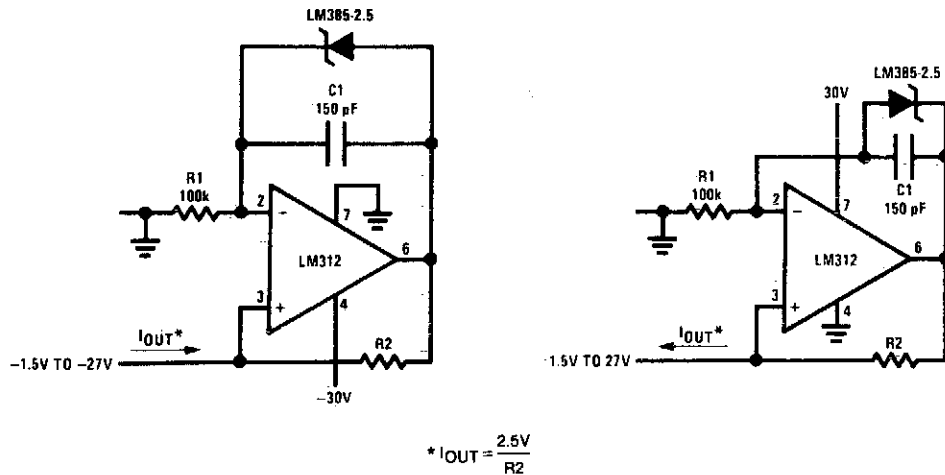 LM385-2.5
C1
150 pF
R1
100k
2
−
7
LM312
6
3
+
4
IOUT*
R2
−1.5V TO −27V
−30V
LM385-2.5
30V
C1
150 pF
R1
100k
2
−
7
LM312
6
3
+
4
IOUT*
R2
1.5V TO 27V
* IOUT = 2.5V
R2